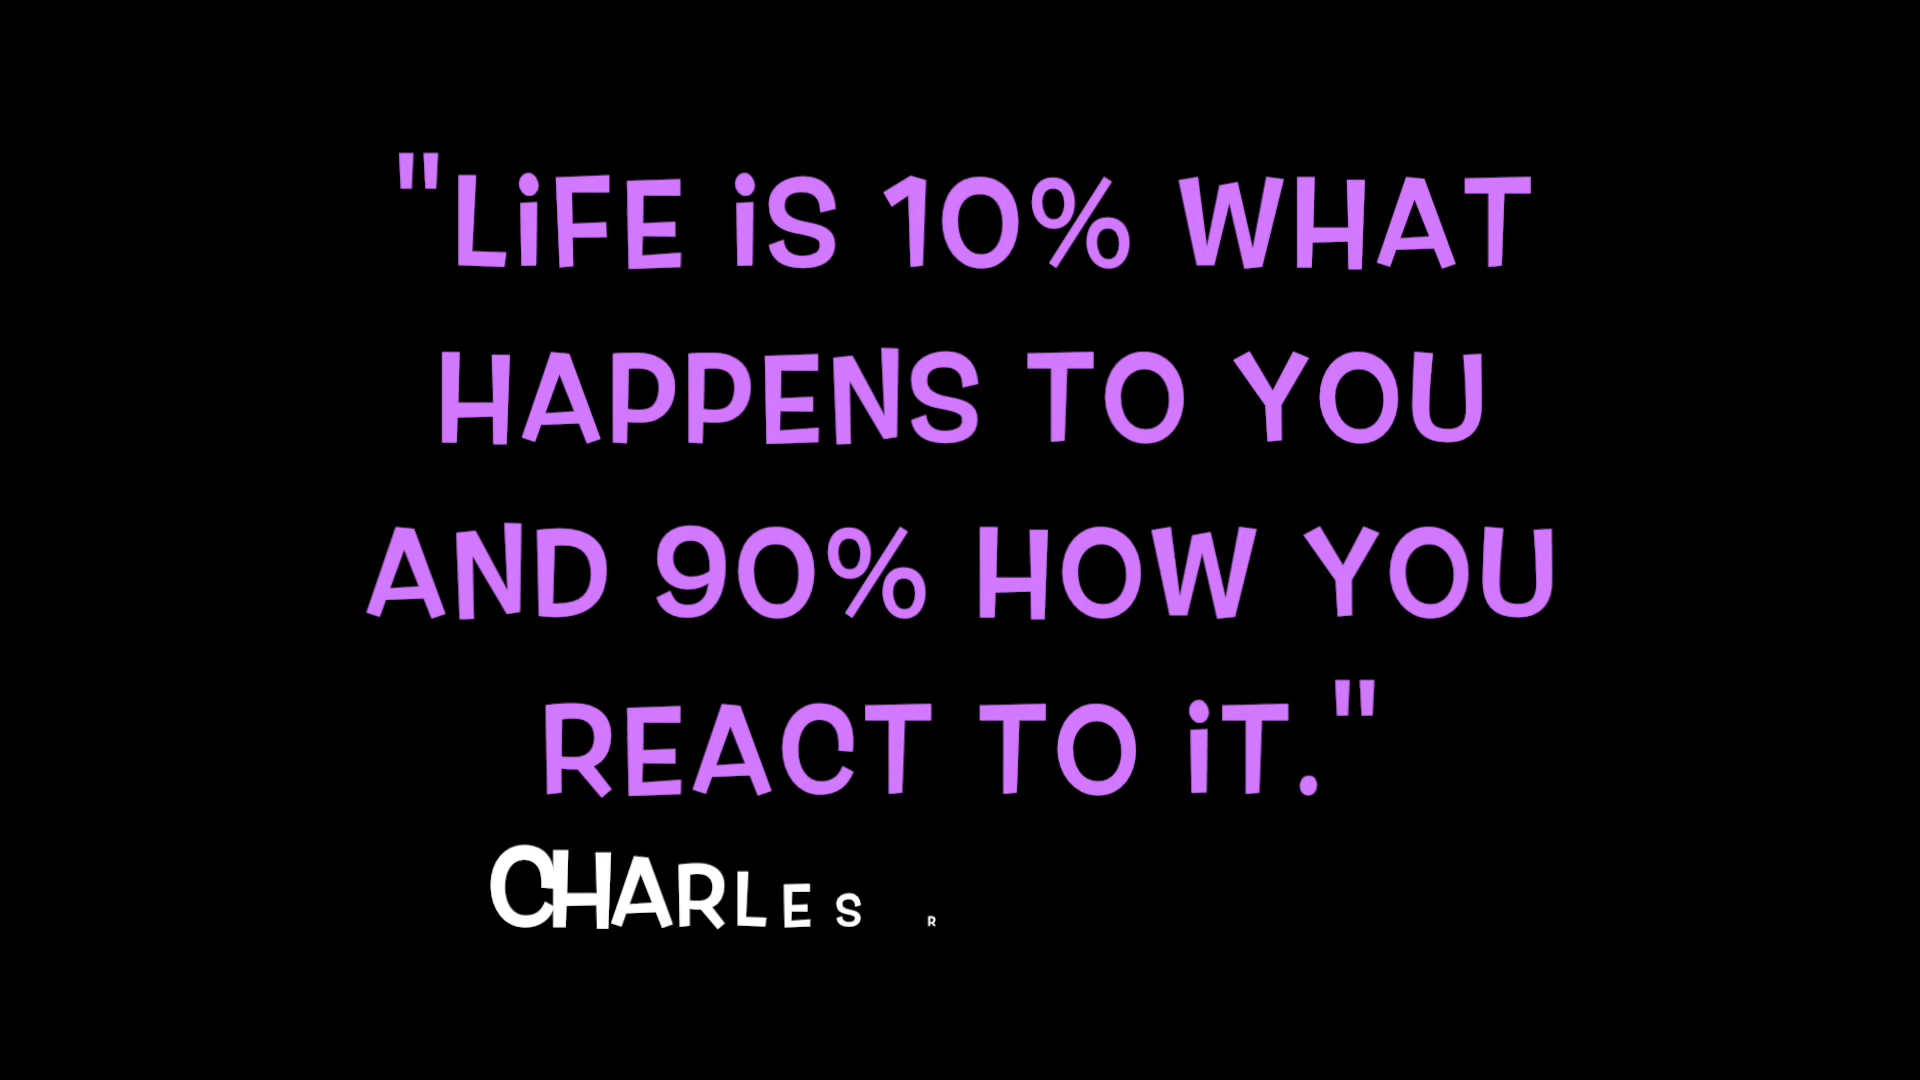 "LiFE iS 10% WHAT
HAPPENS TO YOU
AND 90% HOW YOU
REACT TO iT."
CHARLES R